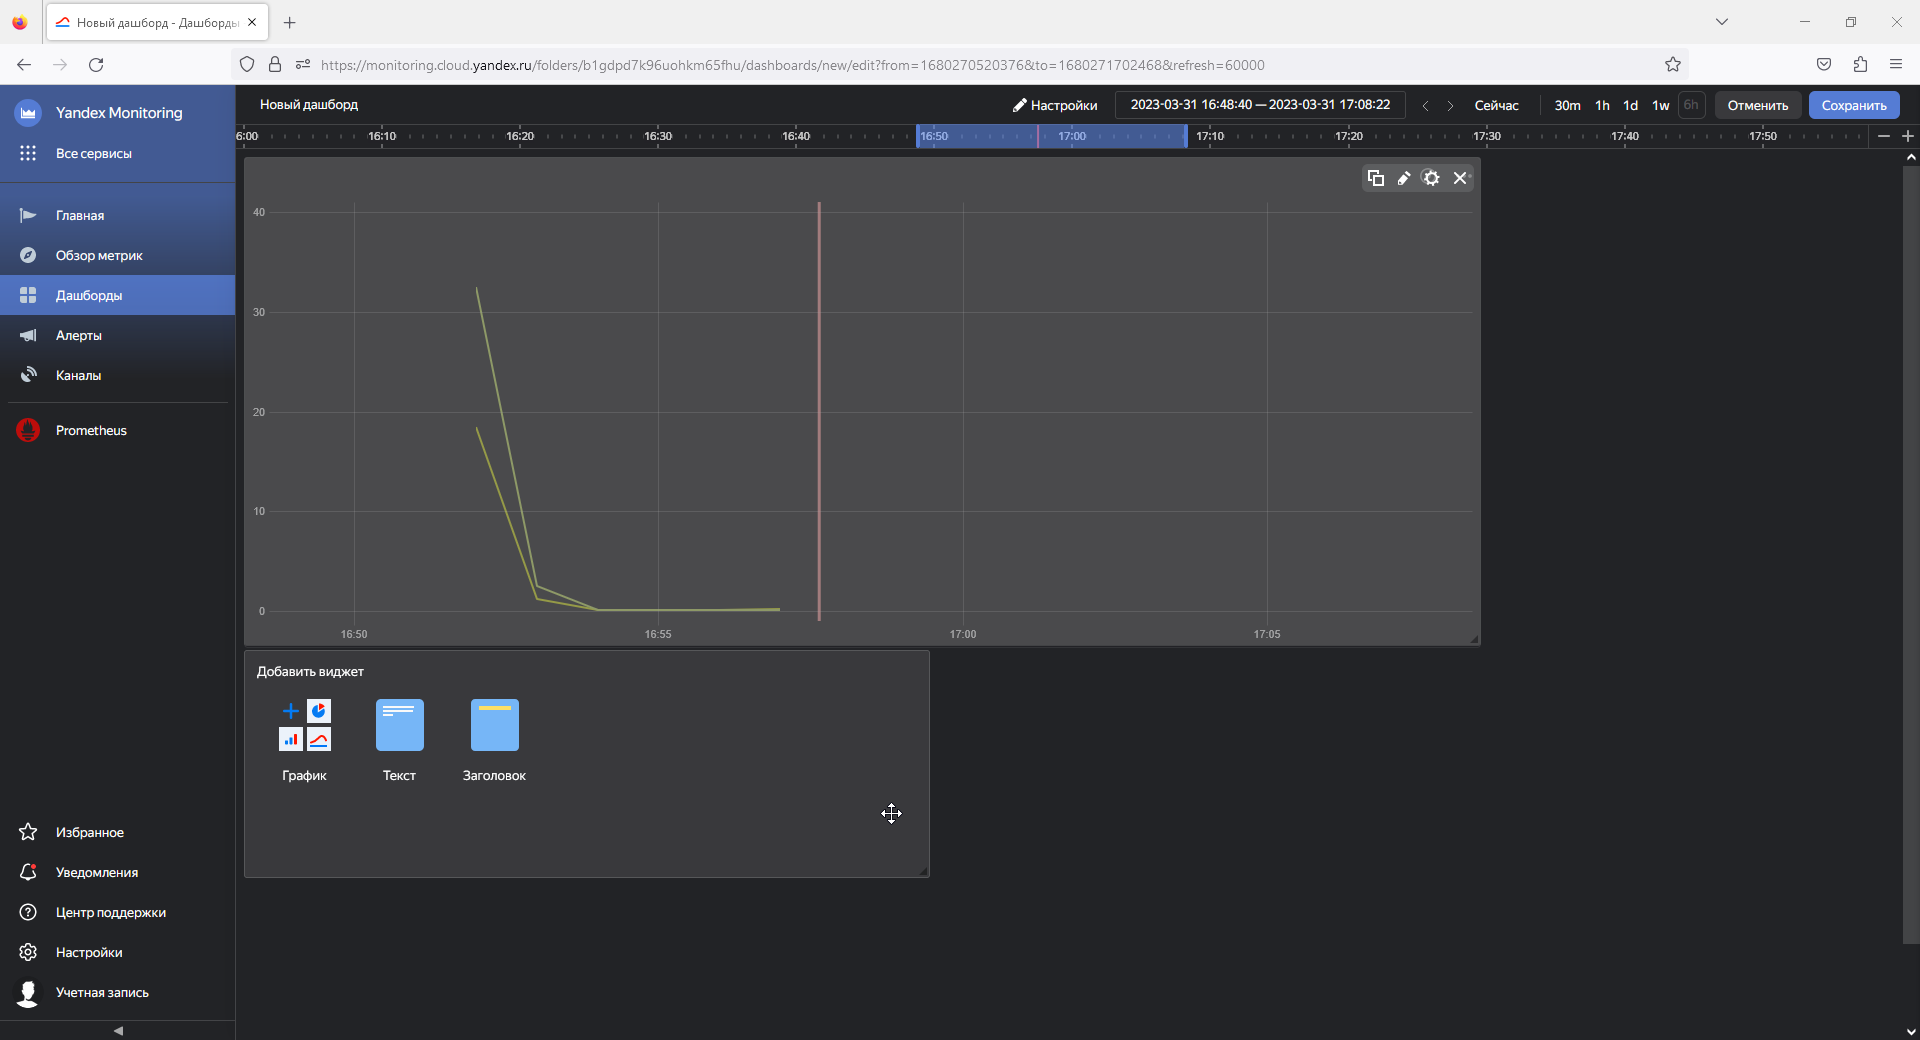 Новый дашборд - Дашборды
https://monitoring.cloud.yandex.ru/folders/b1gdpd7k96uohkm65fhu/dashboards/new/edit?from=1680270520376&to=1680271702468&refresh=60000
Yandex Monitoring
Все сервисы
Главная
Обзор метрик
Дашборды
Алерты
Каналы
Prometheus
Избранное
Уведомления
Центр поддержки
Настройки
Учетная запись
Новый дашборд
Настройки
2023-03-31 16:48:40 — 2023-03-31 17:08:22
Сейчас
30m 1h 1d 1w 6h
Отменить
Сохранить
6:00 16:10 16:20 16:30 16:40 16:50 17:00 17:10 17:20 17:30 17:40 17:50
40
30
20
10
0
16:50 16:55 17:00 17:05
Добавить виджет
График
Текст
Заголовок